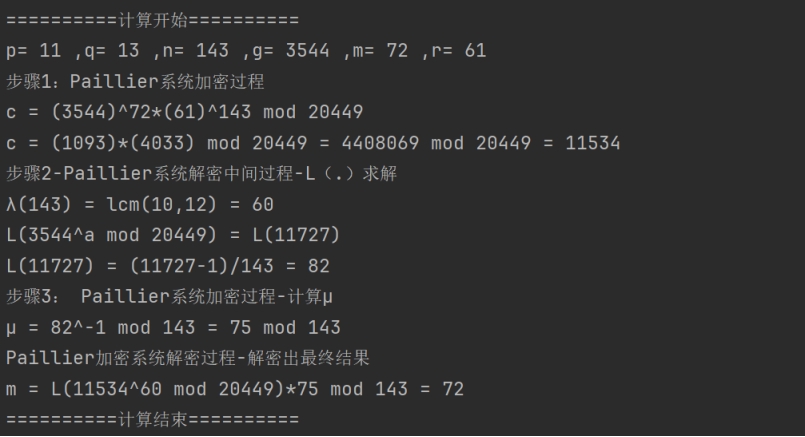 ==========计算开始==========
p= 11 ,q= 13 ,n= 143 ,g= 3544 ,m= 72 ,r= 61
步骤1：Paillier系统加密过程
c = (3544)^72*(61)^143 mod 20449
c = (1093)*(4033) mod 20449 = 4408069 mod 20449 = 11534
步骤2-Paillier系统解密中间过程-L（.）求解
λ(143) = lcm(10,12) = 60
L(3544^a mod 20449) = L(11727)
L(11727) = (11727-1)/143 = 82
步骤3： Paillier系统加密过程-计算μ
μ = 82^-1 mod 143 = 75 mod 143
Paillier加密系统解密过程-解密出最终结果
m = L(11534^60 mod 20449)*75 mod 143 = 72
==========计算结束==========